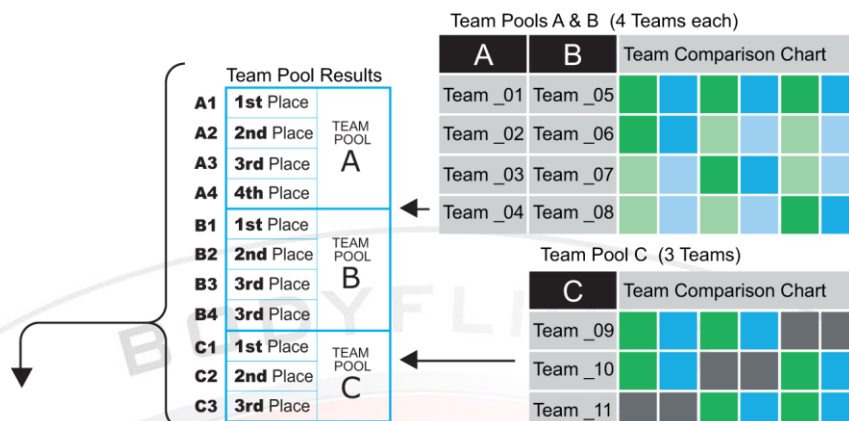 Team Pools A & B (4 Teams each)
A B Team Comparison Chart
Team _01 Team _05
Team _02 Team _06
Team _03 Team _07
Team _04 Team _08
Team Pool Results
A1 1st Place
A2 2nd Place
A3 3rd Place
A4 4th Place
TEAM
POOL
A
B1 1st Place
B2 2nd Place
B3 3rd Place
B4 3rd Place
TEAM
POOL
B
C1 1st Place
C2 2nd Place
C3 3rd Place
TEAM
POOL
C
Team Pool C (3 Teams)
C Team Comparison Chart
Team _09
Team _10
Team _11